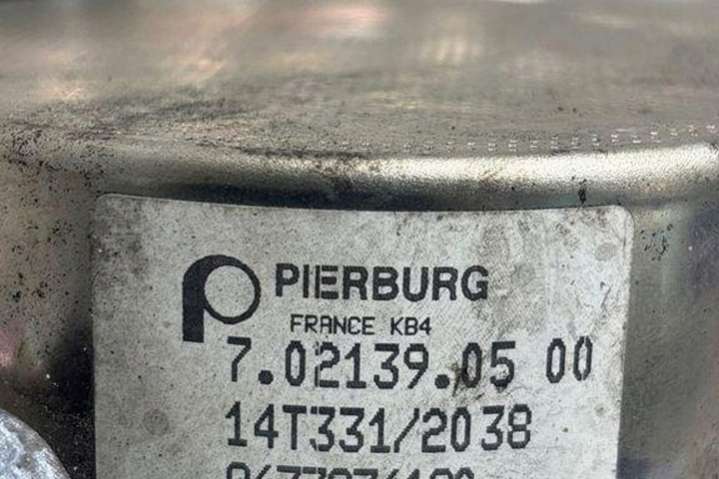 PIERBURG
FRANCE KB4
7.02139.05 00
14T331/2038